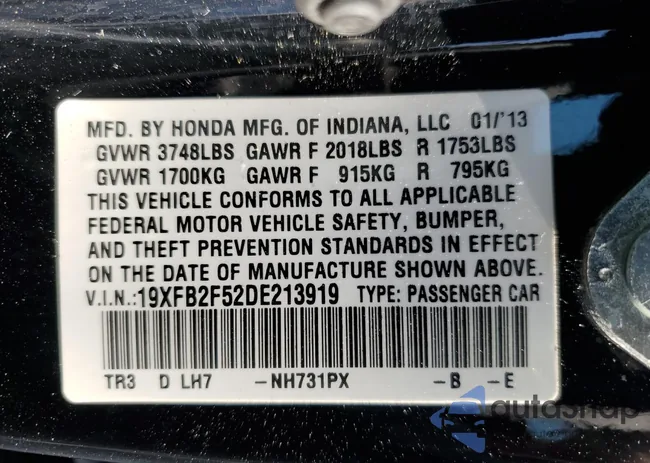 MFD. BY HONDA MFG. OF INDIANA, LLC 01/'13
GVWR 3748LBS GAWR F 2018LBS R 1753LBS
GVWR 1700KG GAWR F 915KG R 795KG
THIS VEHICLE CONFORMS TO ALL APPLICABLE
FEDERAL MOTOR VEHICLE SAFETY, BUMPER,
AND THEFT PREVENTION STANDARDS IN EFFECT
ON THE DATE OF MANUFACTURE SHOWN ABOVE.
V.I.N.:19XFB2F52DE213919 TYPE: PASSENGER CAR
TR3 D LH7 -NH731PX -B -E
autosnap